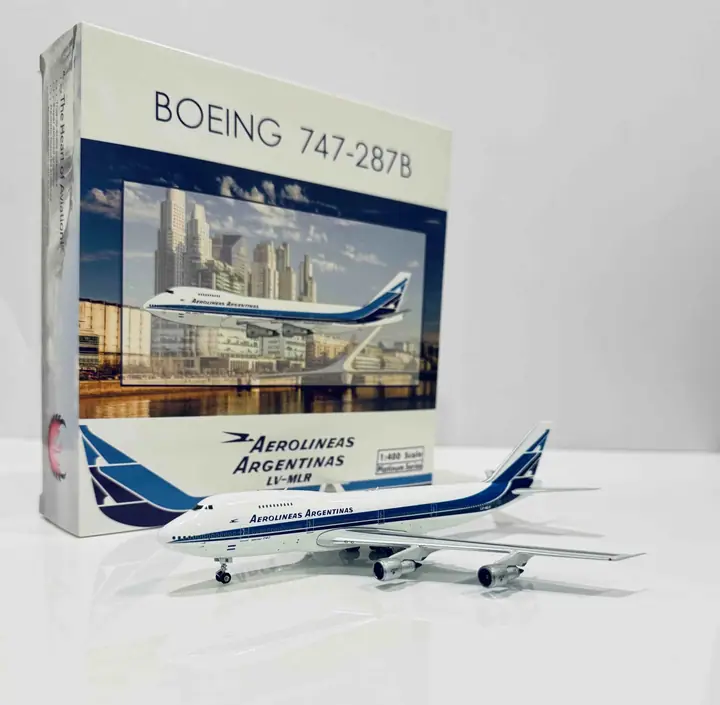 BOEING 747-287B
The Heart of Aviation
AEROLINEAS ARGENTINAS
AEROLINEAS
ARGENTINAS
LV-MLR
1:400 Scale
Platinum Series
AEROLINEAS ARGENTINAS